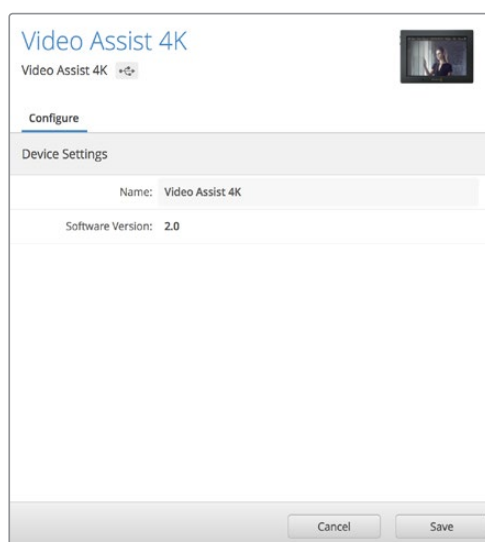 Video Assist 4K
Video Assist 4K
Configure
Device Settings
Name: Video Assist 4K
Software Version: 2.0
Cancel Save